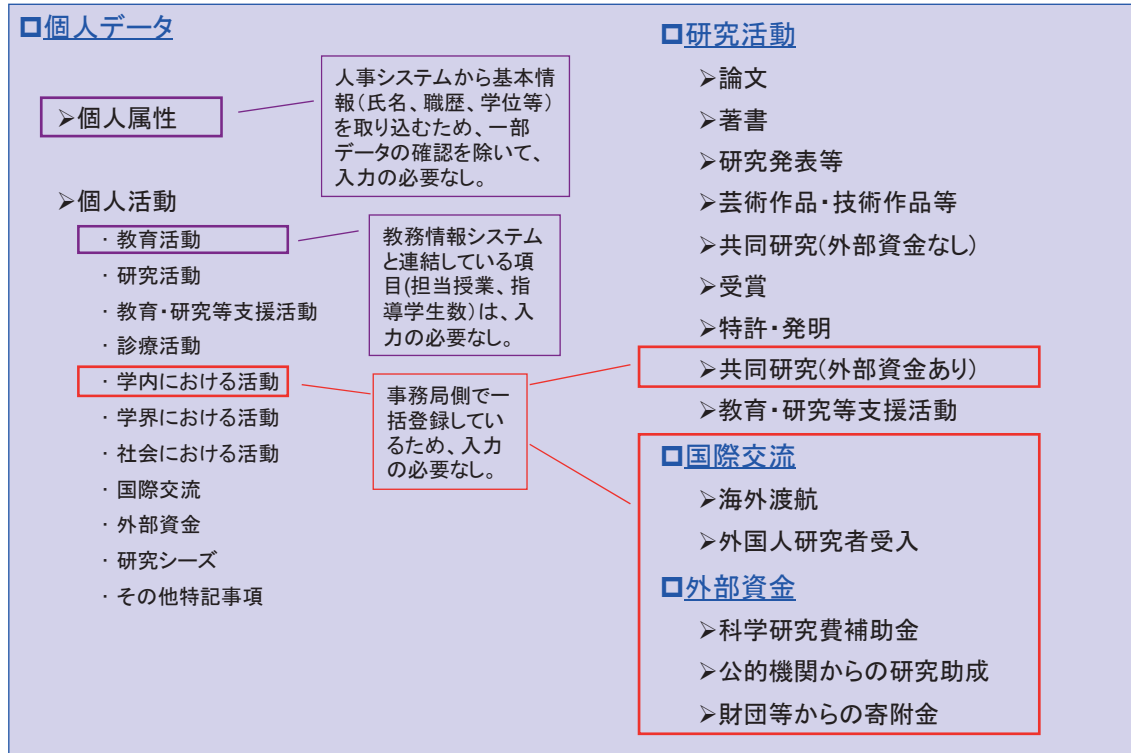 □個人データ
➢個人属性
人事システムから基本情
報(氏名、職歴、学位等)
を取り込むため、一部
データの確認を除いて、
入力の必要なし。
➢個人活動
・教育活動
・研究活動
・教育・研究等支援活動
・診療活動
・学内における活動
・学界における活動
・社会における活動
・国際交流
・外部資金
・研究シーズ
・その他特記事項
教務情報システム
と連結している項
目(担当授業、指
導学生数)は、入
力の必要なし。
事務局側で一
括登録してい
るため、入力
の必要なし。
□研究活動
➢論文
➢著書
➢研究発表等
➢芸術作品・技術作品等
➢共同研究(外部資金なし)
➢受賞
➢特許・発明
➢共同研究(外部資金あり)
➢教育・研究等支援活動
□国際交流
➢海外渡航
➢外国人研究者受入
□外部資金
➢科学研究費補助金
➢公的機関からの研究助成
➢財団等からの寄附金